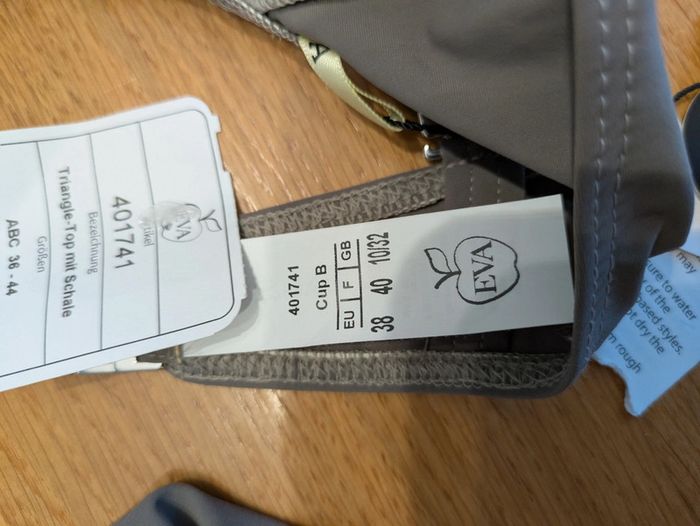 EVA
Artikel
401741
Bezeichnung
Triangle-Top mit Schale
Größen
ABC 36 - 44
401741
Cup B
EU F GB
38 40 10/32
EVA
may
ure to water
of the
based styles.
ot dry the
m rough